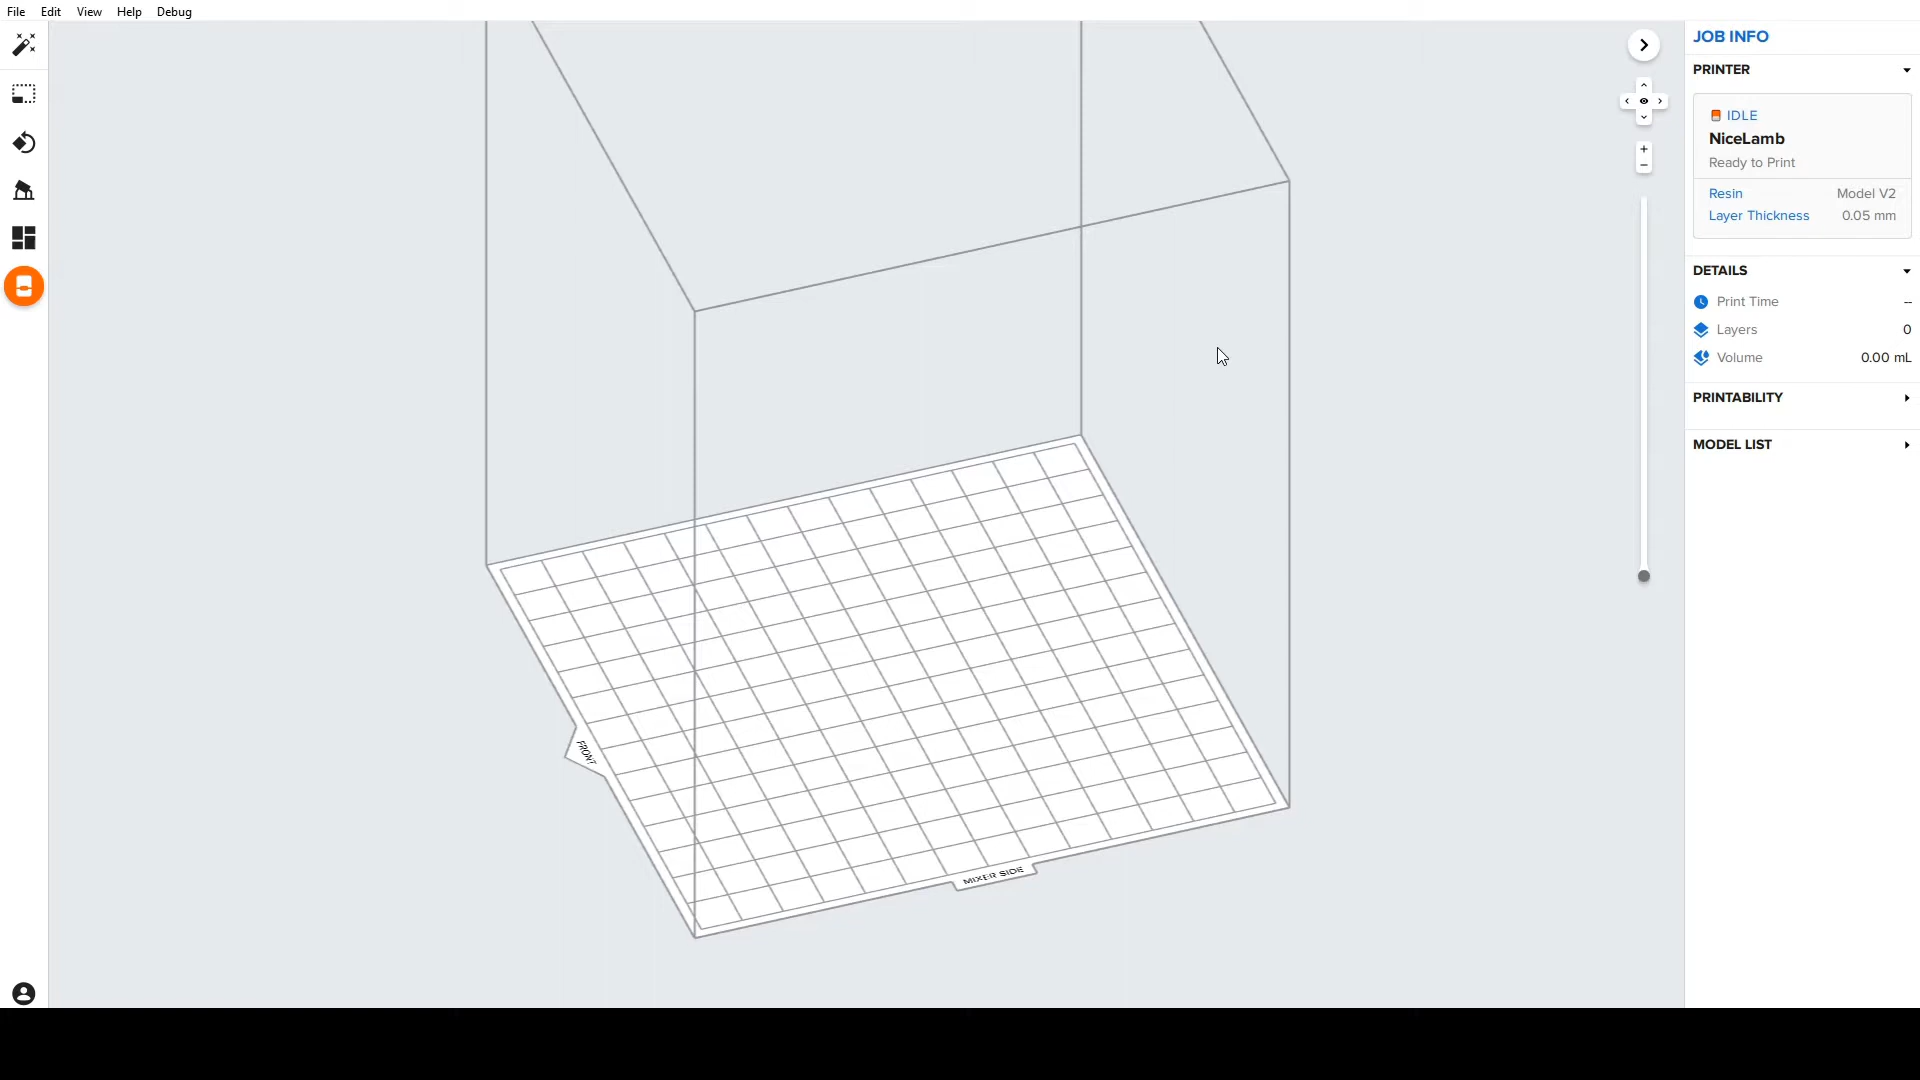 File Edit View Help Debug
JOB INFO
PRINTER
IDLE
NiceLamb
Ready to Print
Resin Model V2
Layer Thickness 0.05 mm
DETAILS
Print Time --
Layers 0
Volume 0.00 mL
PRINTABILITY
MODEL LIST
FRONT
MIXER SIDE